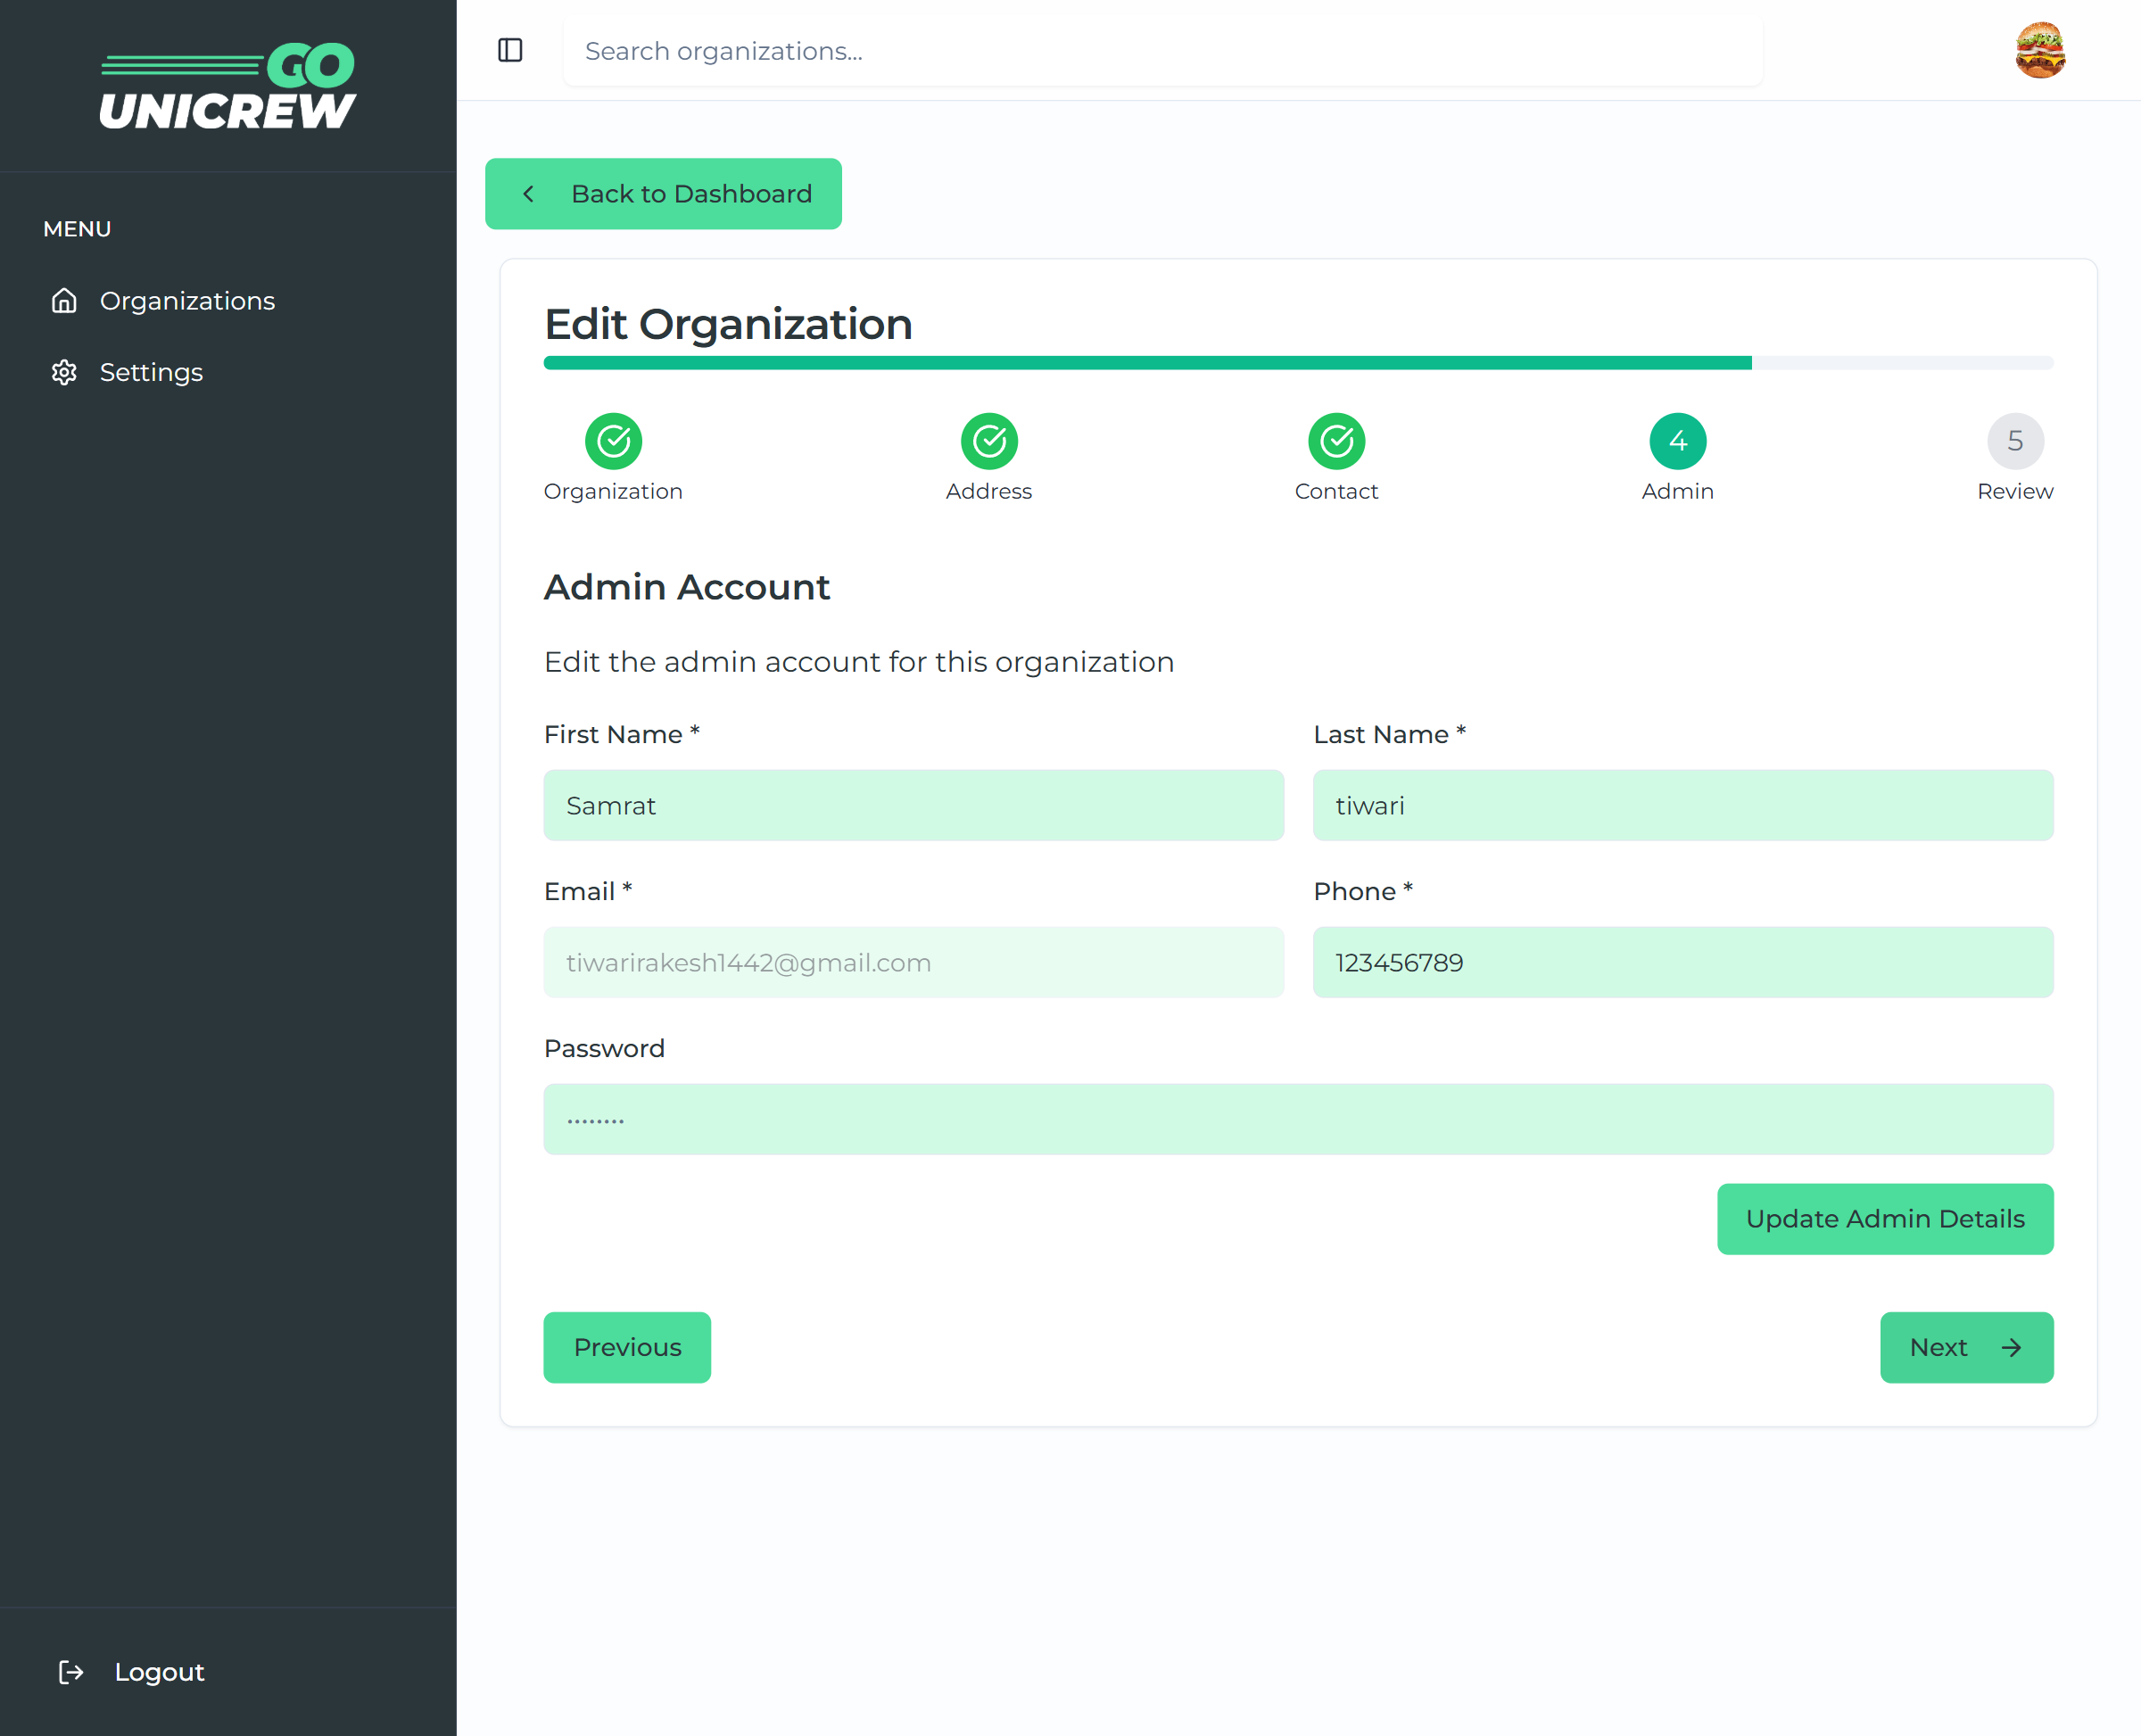 GO
UNICREW
MENU
Organizations
Settings
Logout
Search organizations...
Back to Dashboard
Edit Organization
4
5
Organization
Address
Contact
Admin
Review
Admin Account
Edit the admin account for this organization
First Name *
Last Name *
Samrat
tiwari
Email *
Phone *
tiwarirakesh1442@gmail.com
123456789
Password
••••••••
Update Admin Details
Previous
Next